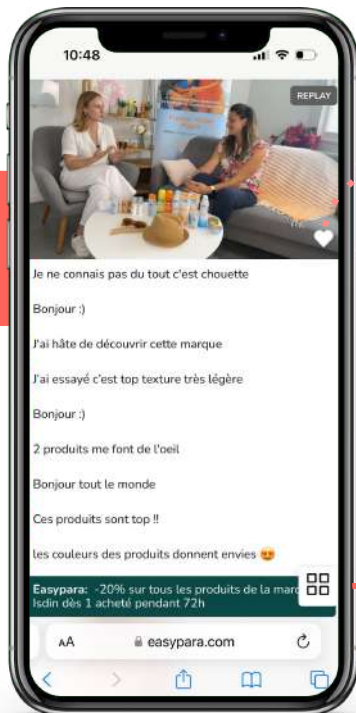 10:48
REPLAY
Je ne connais pas du tout c'est chouette
Bonjour :)
J'ai hâte de découvrir cette marque
J'ai essayé c’est top texture très légère
Bonjour :)
2 produits me font de l'oeil
Bonjour tout le monde
Ces produits sont top !!
les couleurs des produits donnent envies 😍
Easypara: -20% sur tous les produits de la
Isdin dès 1 acheté pendant 72h
AA easypara.com